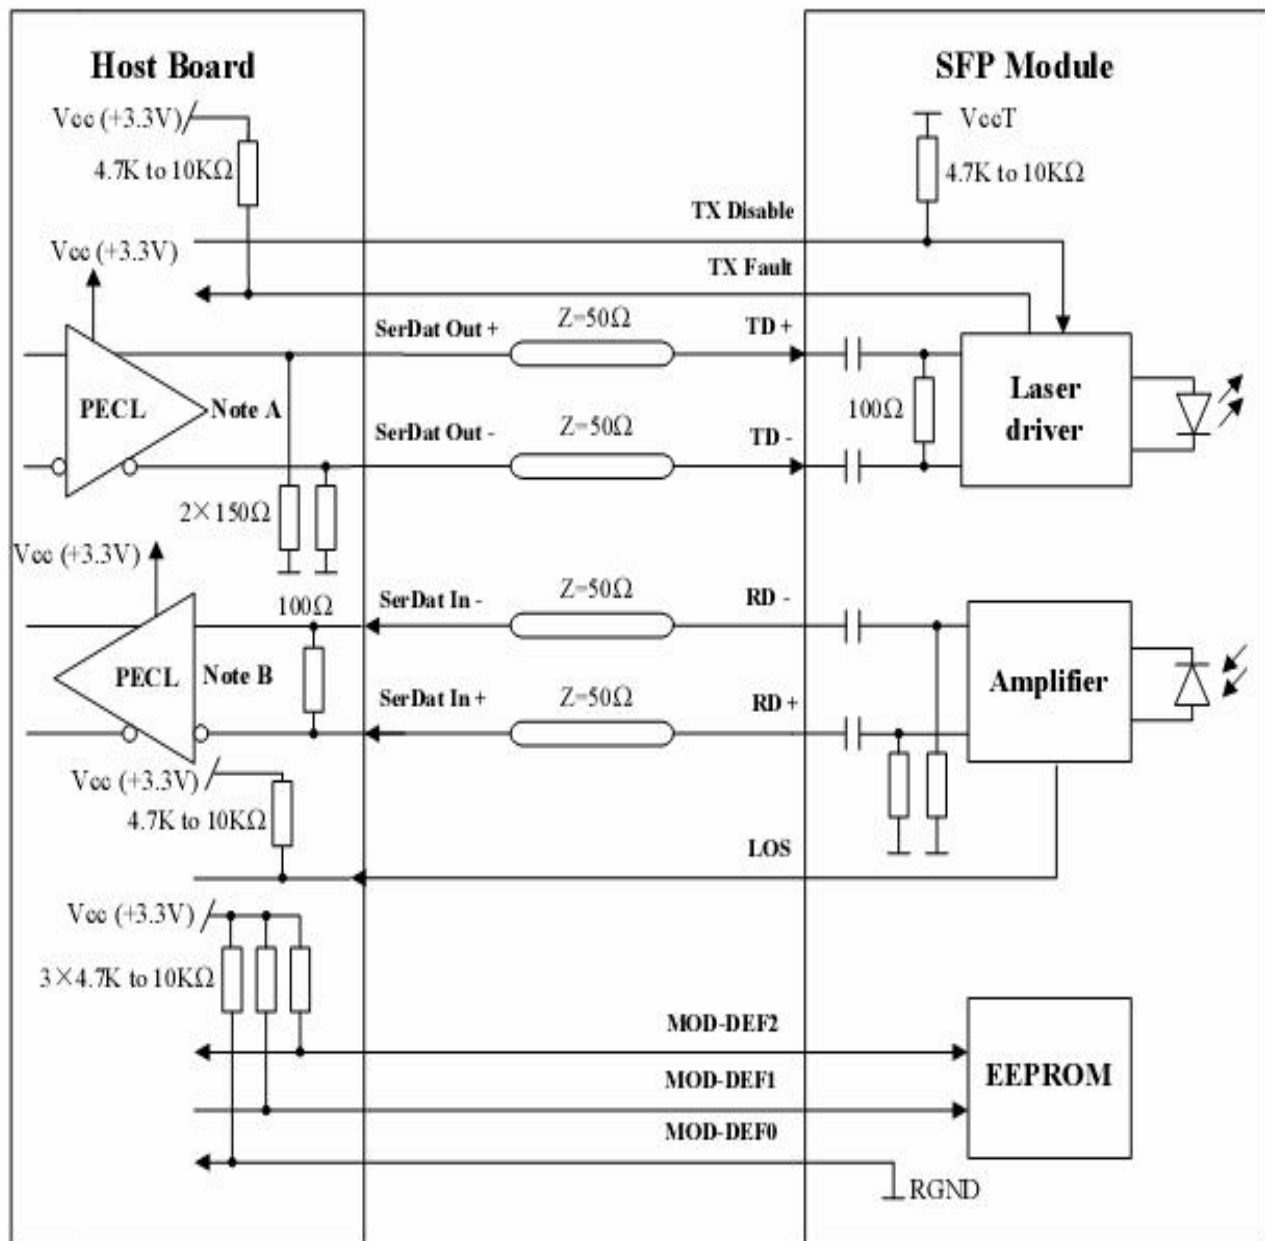 Host Board
SFP Module
Vcc (+3.3V)
VccT
4.7K to 10KΩ
4.7K to 10KΩ
TX Disable
Vcc (+3.3V)
TX Fault
SerDat Out +
Z=50Ω
TD +
PECL
Note A
100Ω
Laser
driver
SerDat Out -
Z=50Ω
TD -
2×150Ω
Vcc (+3.3V)
100Ω
SerDat In -
Z=50Ω
RD -
PECL
Note B
Amplifier
SerDat In +
Z=50Ω
RD +
Vcc (+3.3V)
4.7K to 10KΩ
LOS
Vcc (+3.3V)
3×4.7K to 10KΩ
MOD-DEF2
EEPROM
MOD-DEF1
MOD-DEF0
RGND